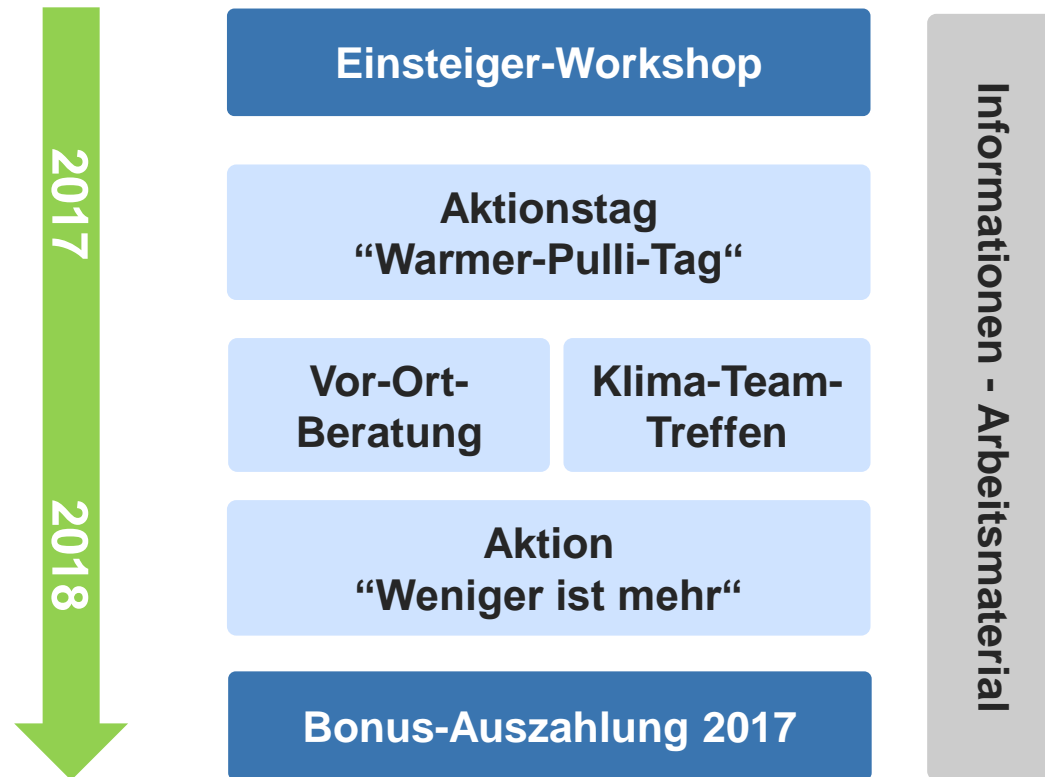 2017
2018
Einsteiger-Workshop
Aktionstag
“Warmer-Pulli-Tag“
Vor-Ort-
Beratung
Klima-Team-
Treffen
Aktion
“Weniger ist mehr“
Bonus-Auszahlung 2017
Informationen - Arbeitsmaterial